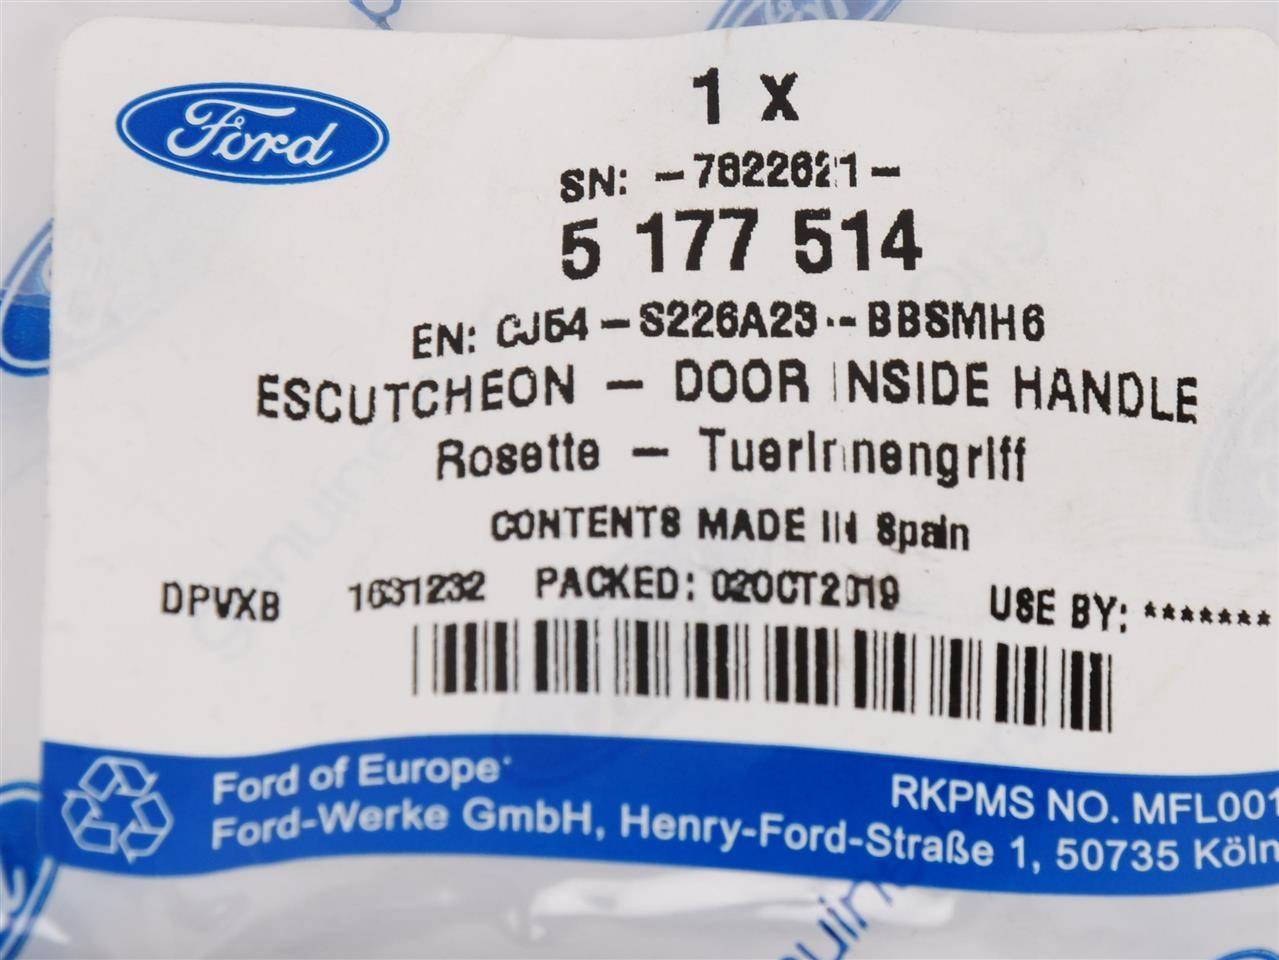 Ford
1 x
SN: -7822621-
5 177 514
EN: CJ54-S226A23--BBSMH6
ESCUTCHEON - DOOR INSIDE HANDLE
Rosette - Tuerinnengriff
CONTENTS MADE IN Spain
DPVXB 1631232 PACKED: 02OCT2019 USE BY: *******
Ford of Europe
RKPMS NO. MFL001
Ford-Werke GmbH, Henry-Ford-Straße 1, 50735 Köln